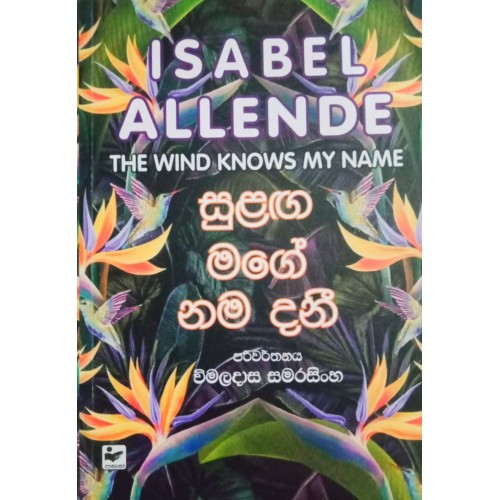 ISABEL
ALLENDE
THE WIND KNOWS MY NAME
සුළඟ
මගේ
නම දනී
පරිවර්තනය
විමලදාස සමරසිංහ